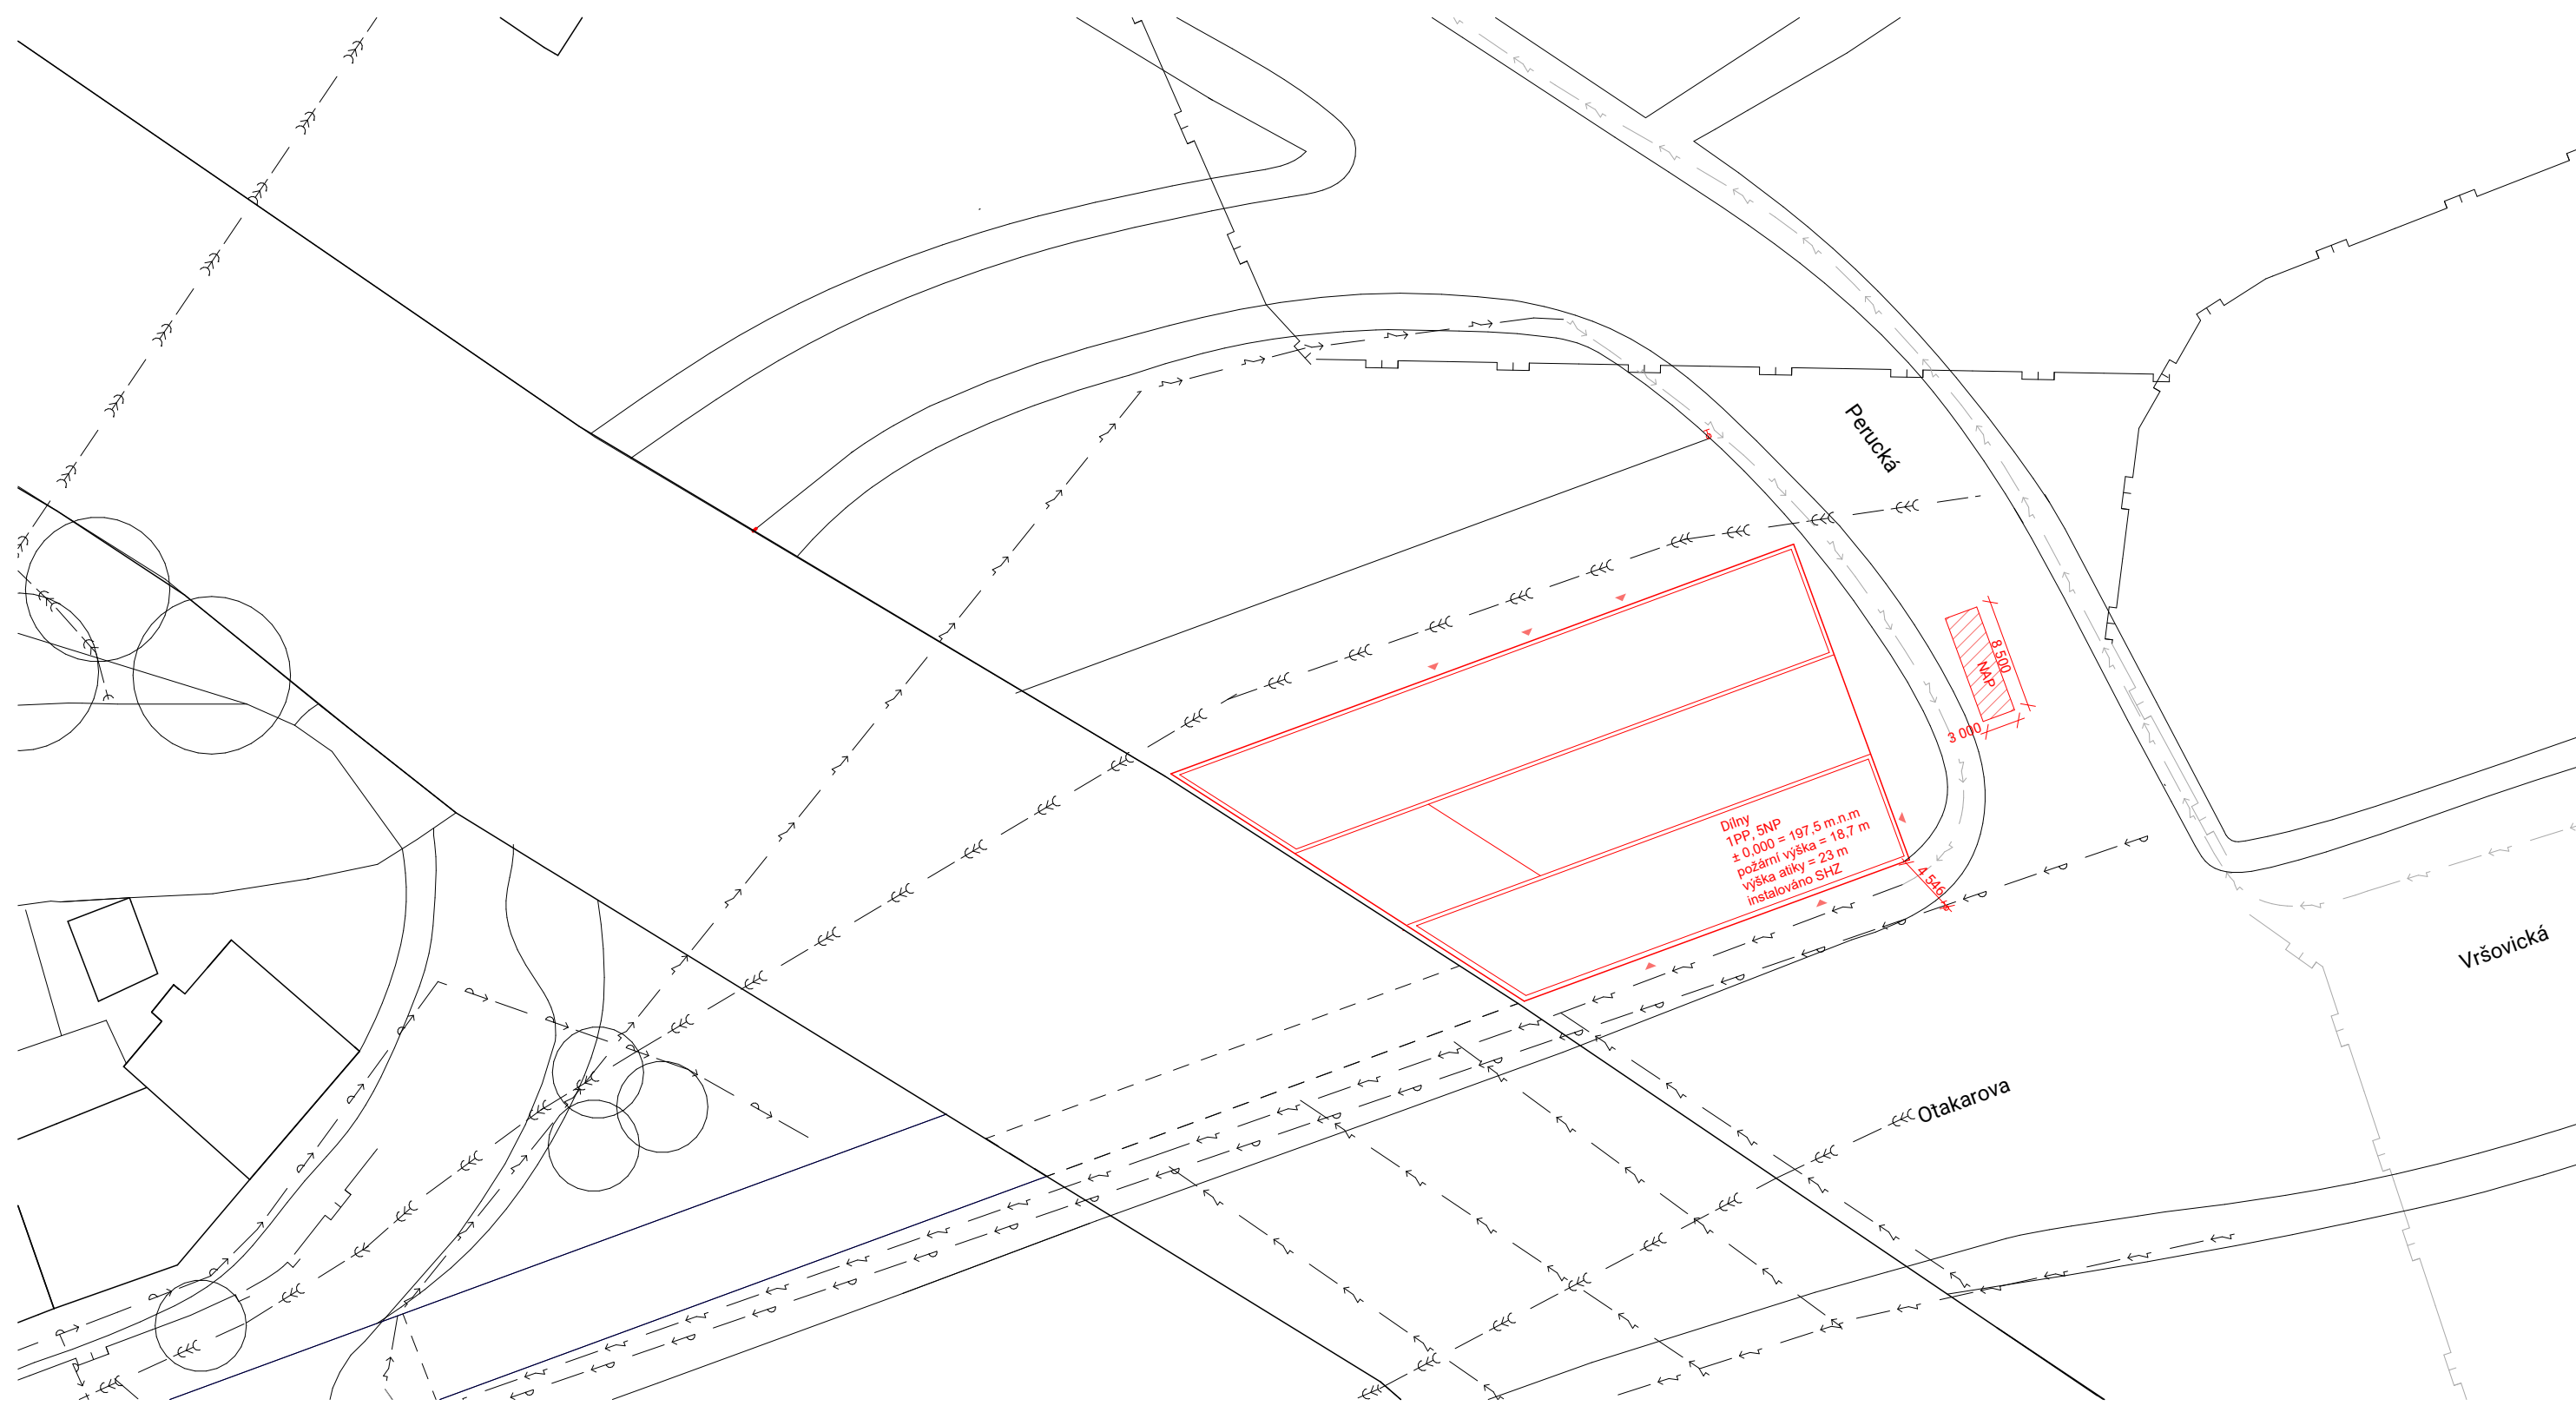 Perucká
8 500
NAP
3 000
Dílny
1PP, 5NP
± 0,000 = 197,5 m.n.m
požární výška = 18,7 m
výška atiky = 23 m
instalováno SHZ
4 546
Vršovická
Otakarova